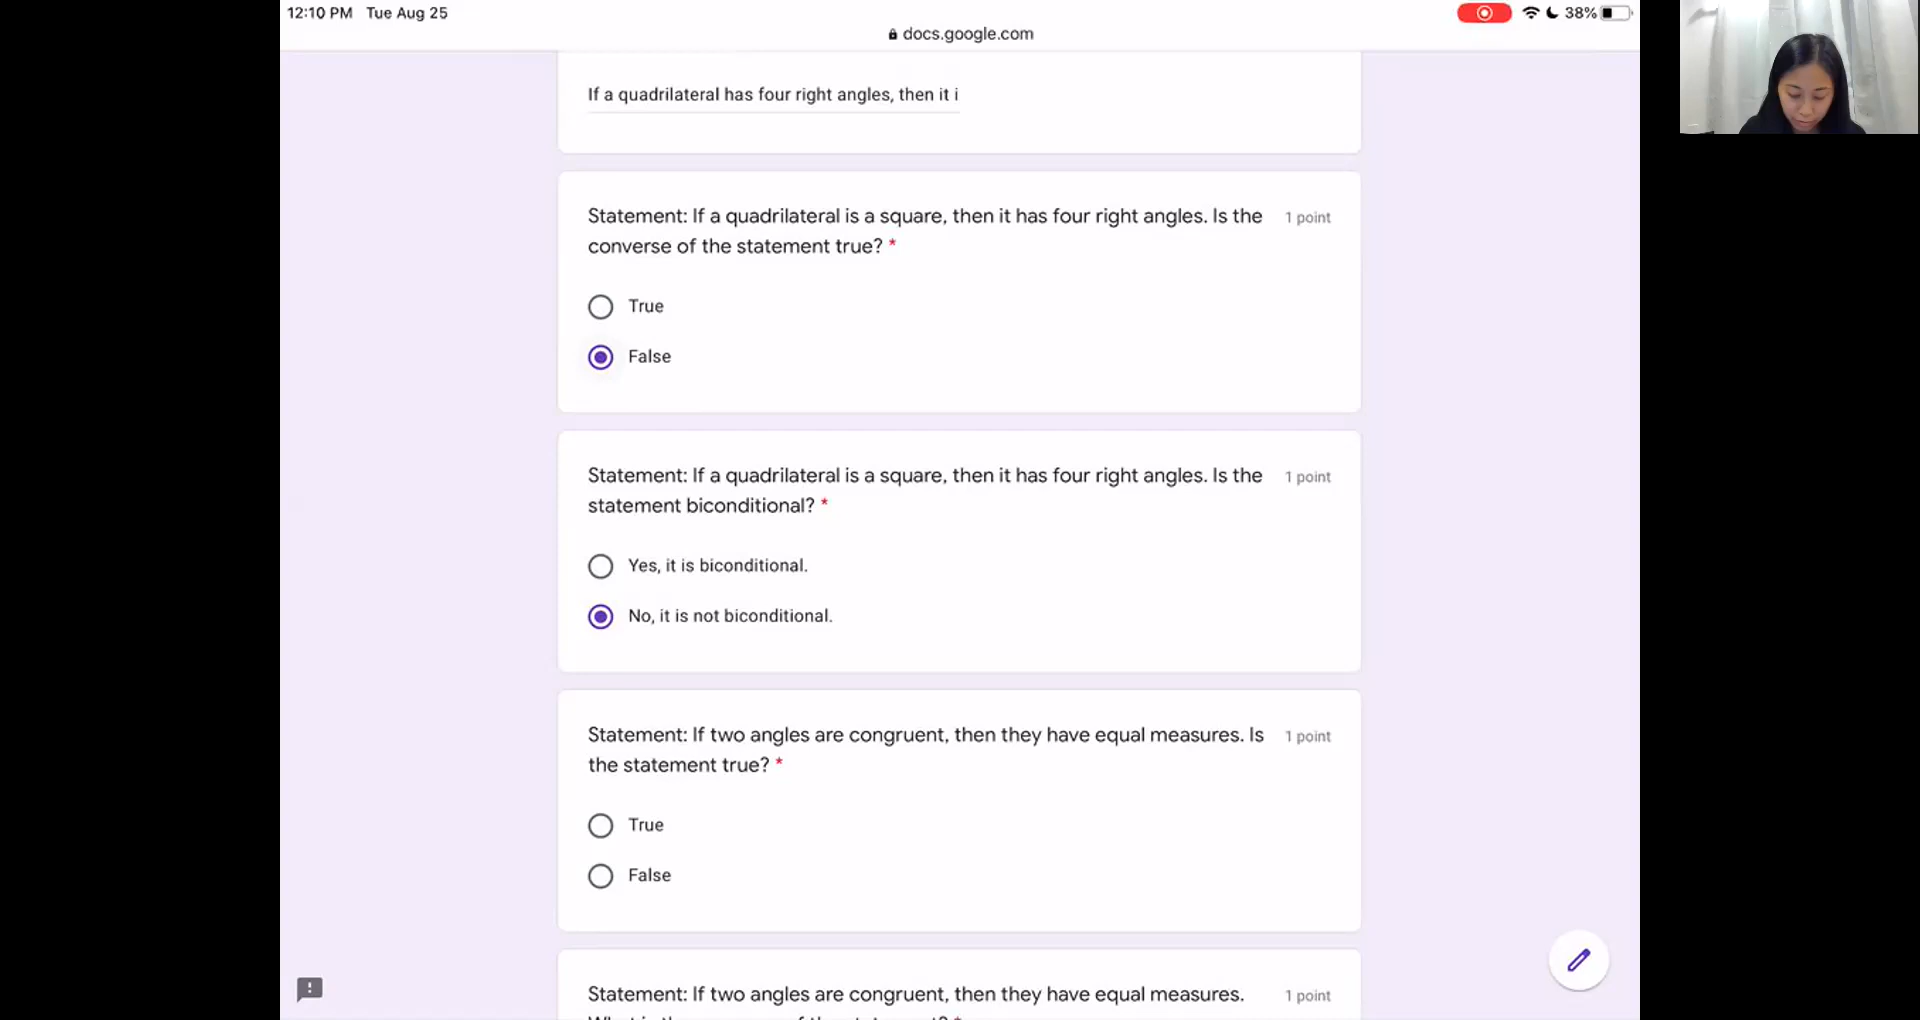 12:10 PM Tue Aug 25
38%
docs.google.com
If a quadrilateral has four right angles, then it i
Statement: If a quadrilateral is a square, then it has four right angles. Is the
1 point
converse of the statement true? *
True
False
Statement: If a quadrilateral is a square, then it has four right angles. Is the
1 point
statement biconditional? *
Yes, it is biconditional.
No, it is not biconditional.
Statement: If two angles are congruent, then they have equal measures. Is
1 point
the statement true? *
True
False
Statement: If two angles are congruent, then they have equal measures.
1 point